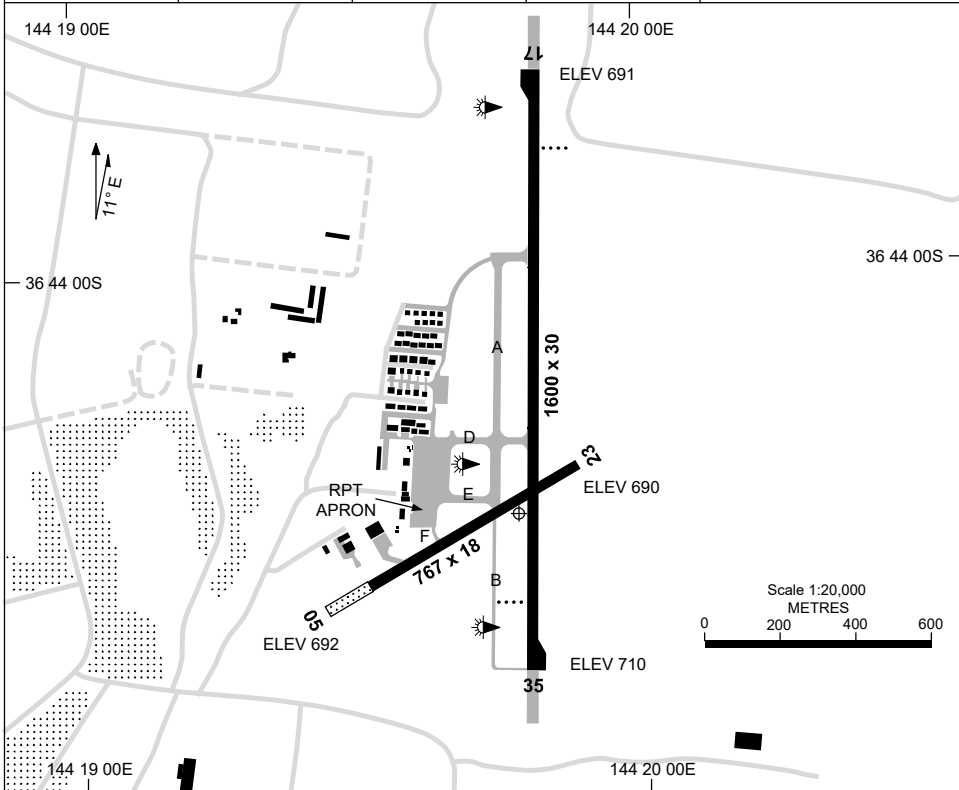 144 19 00E
144 20 00E
17
ELEV 691
11° E
36 44 00S
36 44 00S
A
1600 x 30
D
23
RPT
APRON
E
ELEV 690
F
767 x 18
B
Scale 1:20,000
METRES
0 200 400 600
05
ELEV 692
ELEV 710
35
144 19 00E
144 20 00E